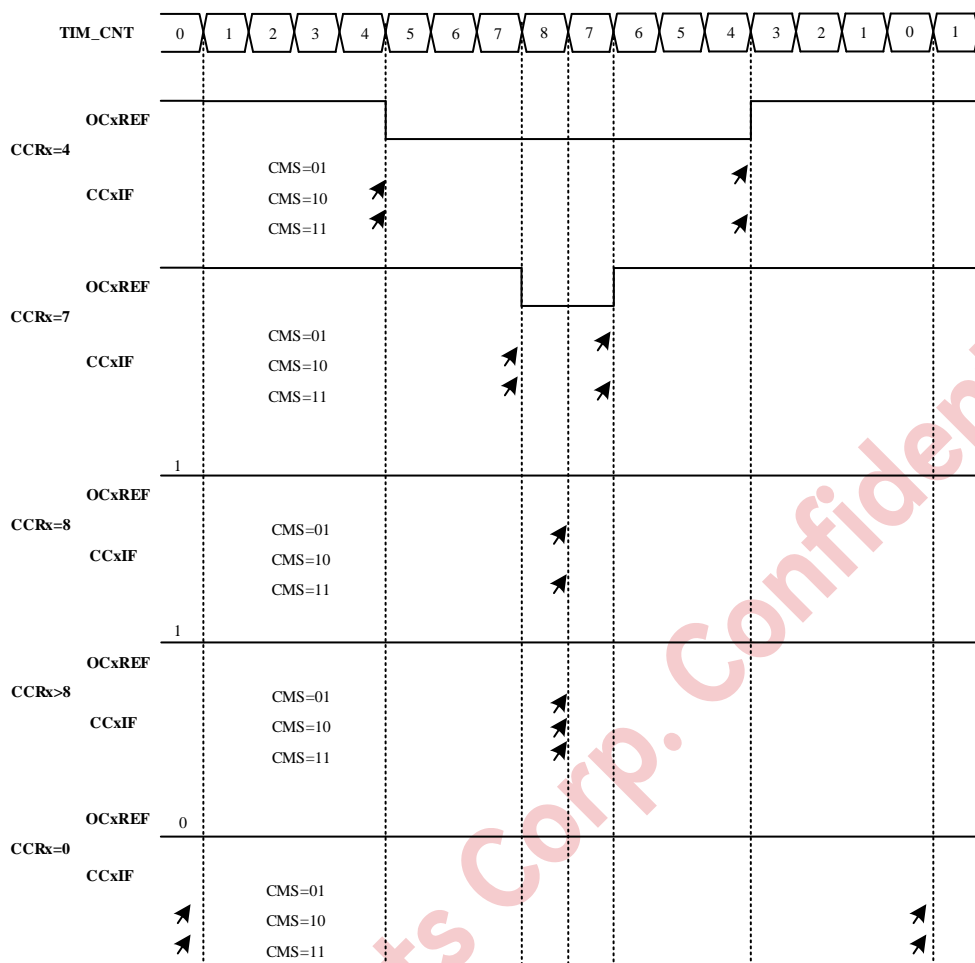 TIM_CNT 0 1 2 3 4 5 6 7 8 7 6 5 4 3 2 1 0 1
OCxREF
CCRx=4
CMS=01
CCxIF
CMS=10
CMS=11
OCxREF
CCRx=7
CMS=01
CCxIF
CMS=10
CMS=11
1
OCxREF
CCRx=8
CMS=01
CCxIF
CMS=10
CMS=11
1
OCxREF
CCRx>8
CMS=01
CCxIF
CMS=10
CMS=11
OCxREF 0
CCRx=0
CCxIF
CMS=01
CMS=10
CMS=11
Corp.